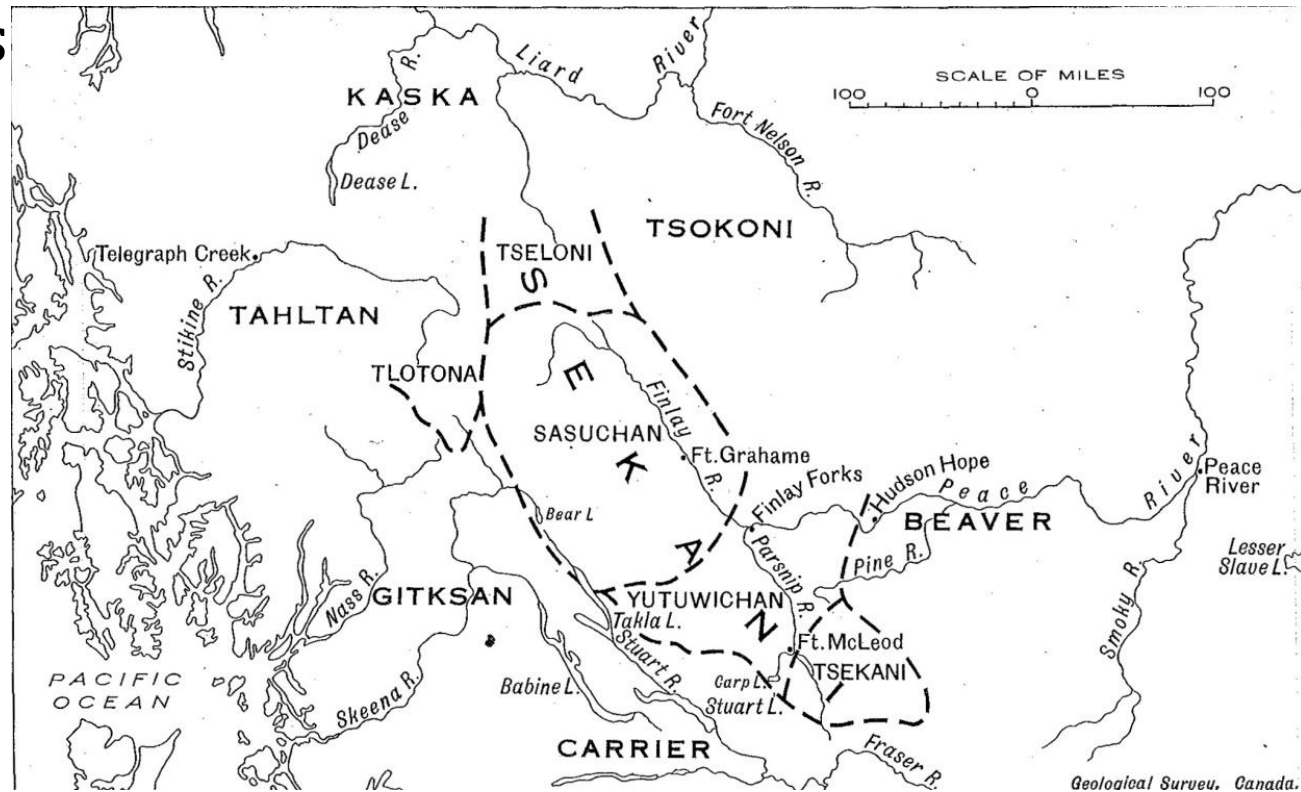 S
SCALE OF MILES
100 0 100
Liard River
KASKA
Dease R.
Dease L.
Fort Nelson R.
TSOKONI
TSELONI
Telegraph Creek
Stikine R.
TAHLTAN
TLOTONA
SEKANI
Finlay R.
SASUCHAN
Ft. Grahame
Finlay Forks
Hudson Hope
Peace River
Peace
River
BEAVER
Pine R.
Lesser
Slave L.
Smoky R.
Bear L
Parsnip R.
Nass R.
GITKSAN
YUTUWICHAN
Takla L.
Stuart R.
Ft. McLeod
TSEKANI
Carp L.
Stuart L.
PACIFIC
OCEAN
Skeena R.
Babine L.
CARRIER
Fraser R.
Geological Survey, Canada.